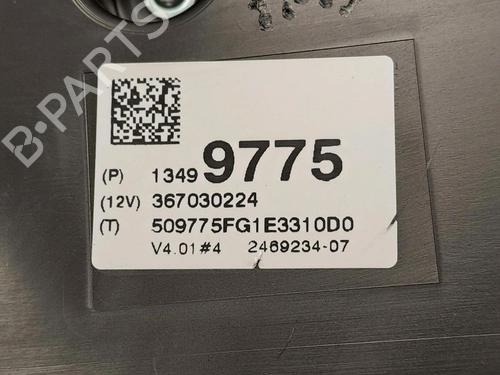 B-PARTS
(P) 1349 9775
(12V) 367030224
(T) 509775FG1E3310D0
V4.01#4 2469234-07